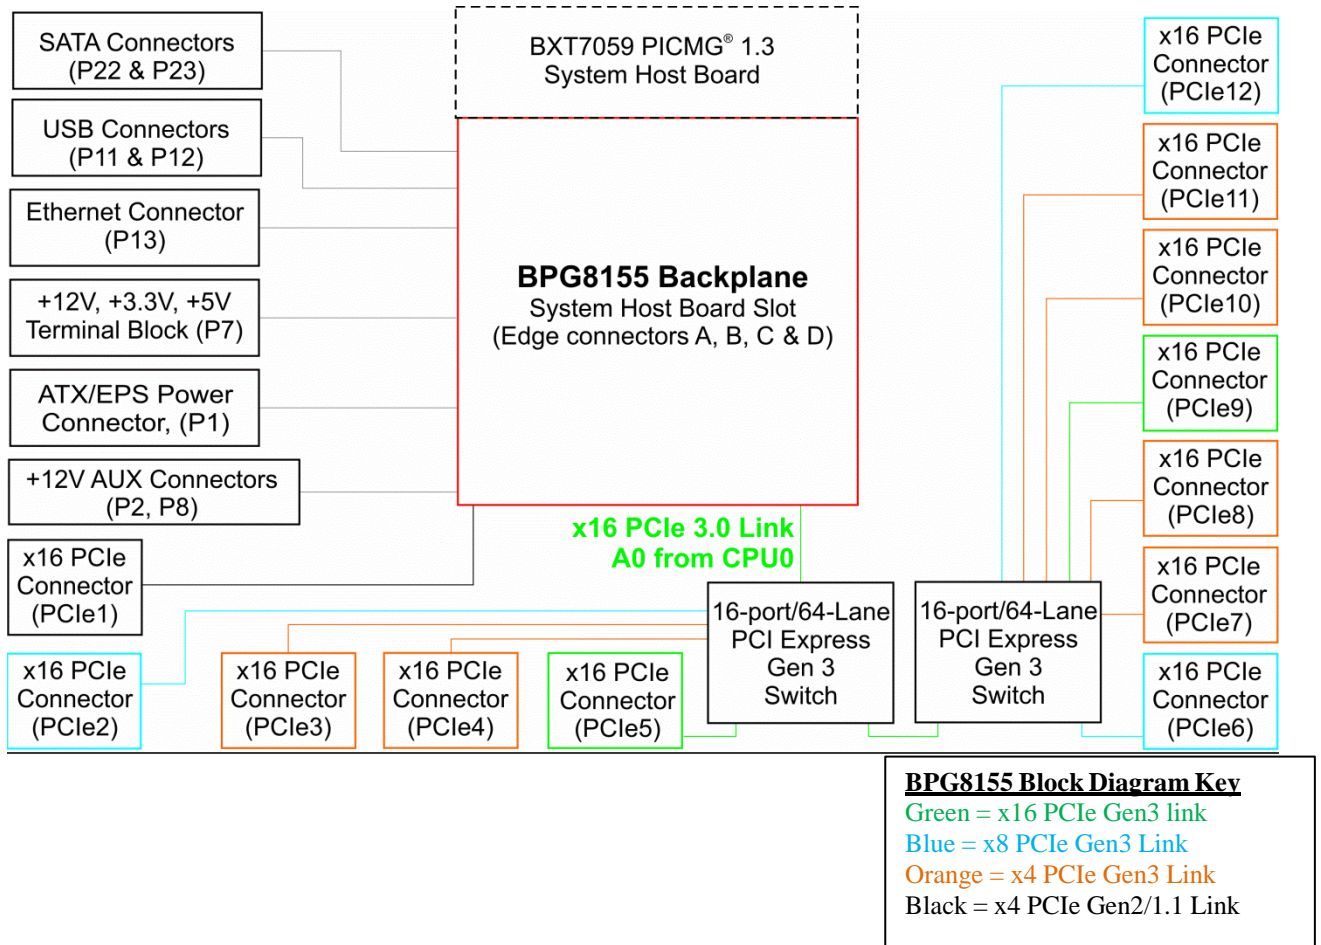 SATA Connectors
(P22 & P23)
USB Connectors
(P11 & P12)
Ethernet Connector
(P13)
+12V, +3.3V, +5V
Terminal Block (P7)
ATX/EPS Power
Connector, (P1)
+12V AUX Connectors
(P2, P8)
x16 PCIe
Connector
(PCIe1)
x16 PCIe
Connector
(PCIe2)
x16 PCIe
Connector
(PCIe3)
x16 PCIe
Connector
(PCIe4)
x16 PCIe
Connector
(PCIe5)
BXT7059 PICMG® 1.3
System Host Board
BPG8155 Backplane
System Host Board Slot
(Edge connectors A, B, C & D)
x16 PCIe 3.0 Link
A0 from CPU0
16-port/64-Lane
PCI Express
Gen 3
Switch
16-port/64-Lane
PCI Express
Gen 3
Switch
x16 PCIe
Connector
(PCIe12)
x16 PCIe
Connector
(PCIe11)
x16 PCIe
Connector
(PCIe10)
x16 PCIe
Connector
(PCIe9)
x16 PCIe
Connector
(PCIe8)
x16 PCIe
Connector
(PCIe7)
x16 PCIe
Connector
(PCIe6)
BPG8155 Block Diagram Key
Green = x16 PCIe Gen3 link
Blue = x8 PCIe Gen3 Link
Orange = x4 PCIe Gen3 Link
Black = x4 PCIe Gen2/1.1 Link